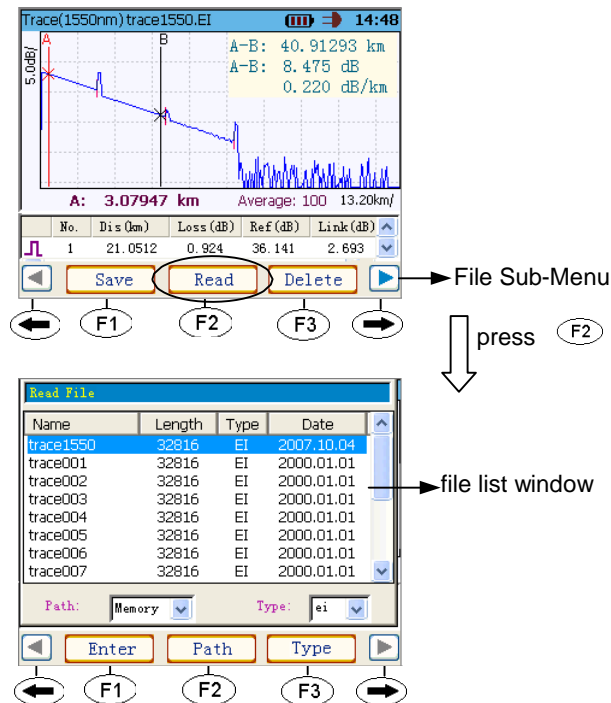 Trace(1550nm) trace1550.EI 14:48
5.0dB/
A B
A-B: 40.91293 km
A-B: 8.475 dB
0.220 dB/km
A: 3.07947 km Average: 100 13.20km/
No. Dis(km) Loss(dB) Ref(dB) Link(dB)
1 21.0512 0.924 36.141 2.693
Save Read Delete
File Sub-Menu
F1 F2 F3
press F2
Read File
Name Length Type Date
trace1550 32816 EI 2007.10.04
trace001 32816 EI 2000.01.01
trace002 32816 EI 2000.01.01
trace003 32816 EI 2000.01.01
trace004 32816 EI 2000.01.01
trace005 32816 EI 2000.01.01
trace006 32816 EI 2000.01.01
trace007 32816 EI 2000.01.01
file list window
Path: Memory Type: ei
Enter Path Type
F1 F2 F3